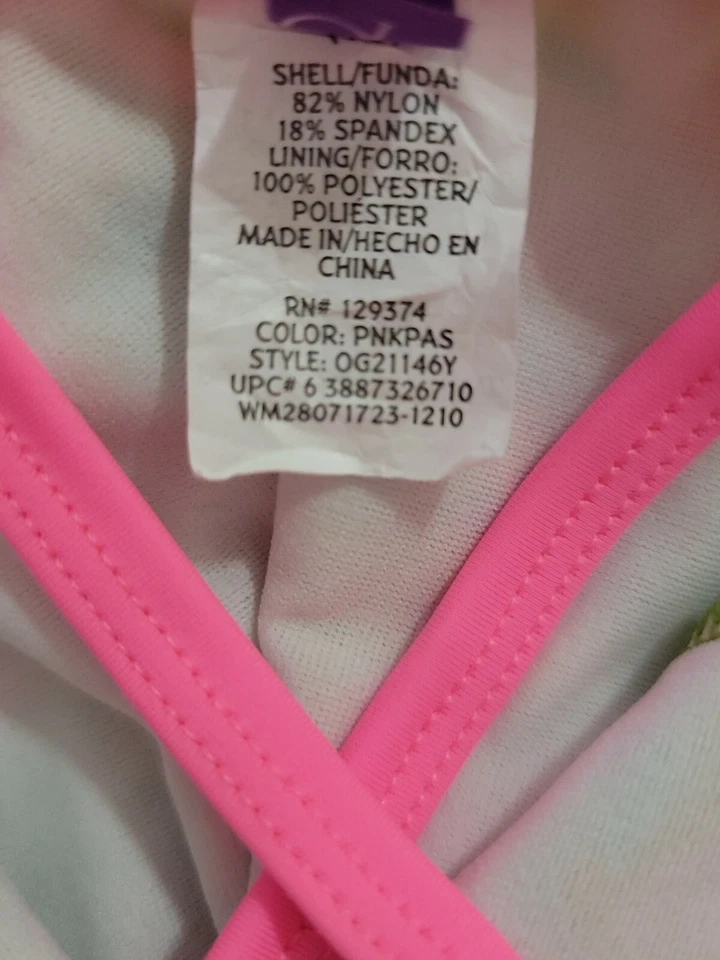 SHELL/FUNDA:
82% NYLON
18% SPANDEX
LINING/FORRO:
100% POLYESTER/
POLIÉSTER
MADE IN/HECHO EN
CHINA
RN# 129374
COLOR: PNKPAS
STYLE: OG21146Y
UPC# 6 3887326710
WM28071723-1210